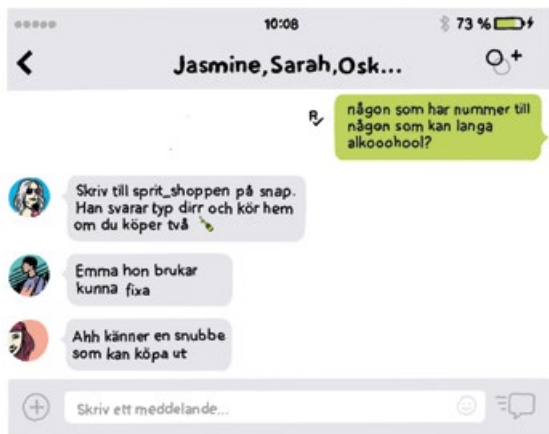 10:08
73 %
Jasmine,Sarah,Osk...
någon som har nummer till
någon som kan langa
alkooohool?
Skriv till sprit_shoppen på snap.
Han svarar typ dirr och kör hem
om du köper två
Emma hon brukar
kunna fixa
Ahh känner en snubbe
som kan köpa ut
Skriv ett meddelande...